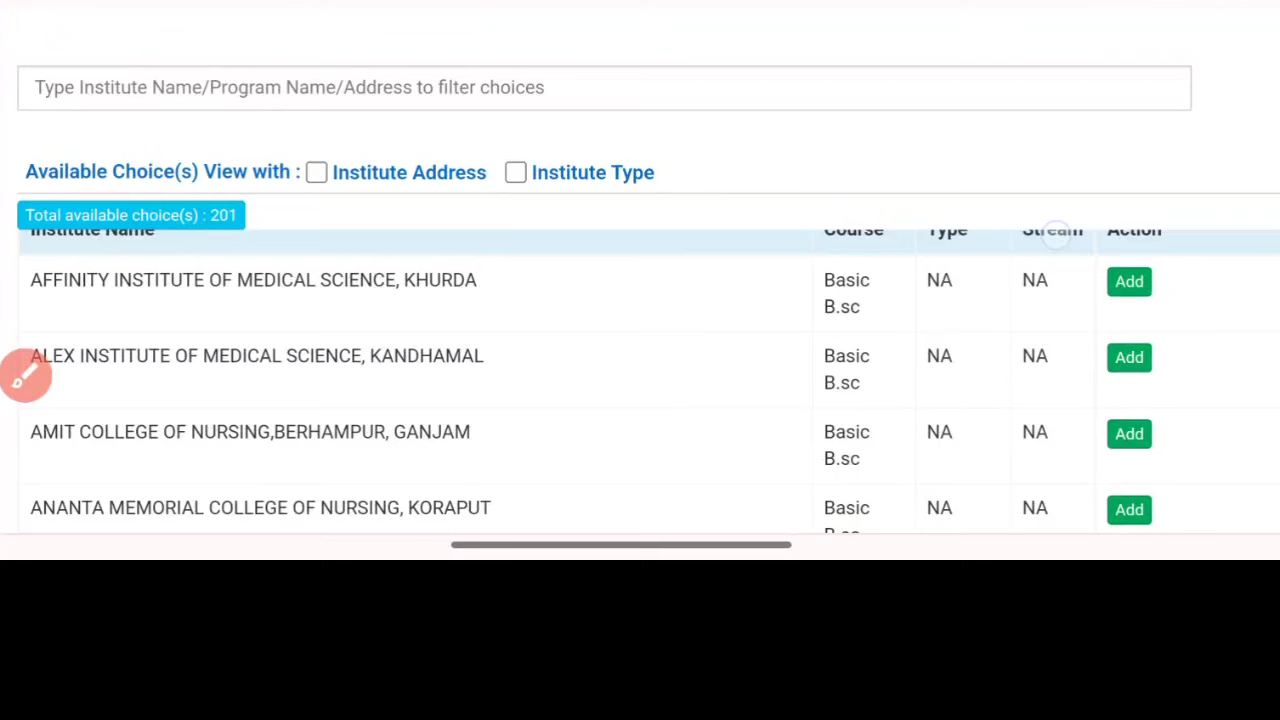 Type Institute Name/Program Name/Address to filter choices
Available Choice(s) View with : Institute Address Institute Type
Total available choice(s) : 201
Institute Name Course Type Stream Action
AFFINITY INSTITUTE OF MEDICAL SCIENCE, KHURDA Basic NA NA Add
B.sc
ALEX INSTITUTE OF MEDICAL SCIENCE, KANDHAMAL Basic NA NA Add
B.sc
AMIT COLLEGE OF NURSING,BERHAMPUR, GANJAM Basic NA NA Add
B.sc
ANANTA MEMORIAL COLLEGE OF NURSING, KORAPUT Basic NA NA Add